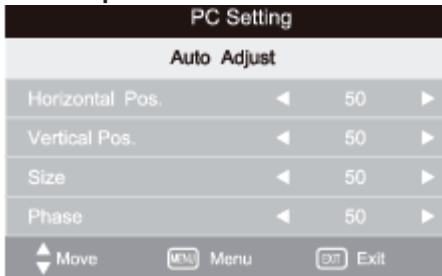 PC Setting
Auto Adjust
Horizontal Pos. 50
Vertical Pos. 50
Size 50
Phase 50
Move MENU Menu EXIT Exit